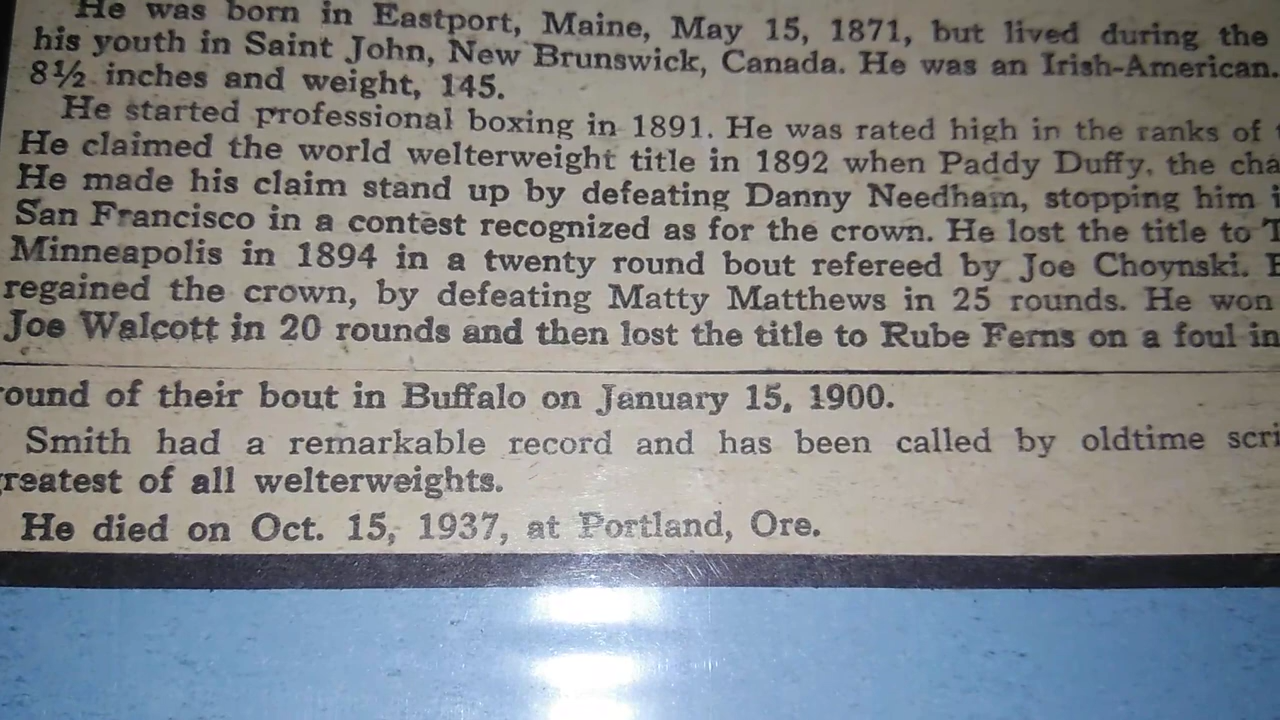 He was born in Eastport, Maine, May 15, 1871, but lived during the
his youth in Saint John, New Brunswick, Canada. He was an Irish-American.
8½ inches and weight, 145.
He started professional boxing in 1891. He was rated high in the ranks of
He claimed the world welterweight title in 1892 when Paddy Duffy, the cha
He made his claim stand up by defeating Danny Needham, stopping him i
San Francisco in a contest recognized as for the crown. He lost the title to T
Minneapolis in 1894 in a twenty round bout refereed by Joe Choynski.
regained the crown, by defeating Matty Matthews in 25 rounds. He won
Joe Walcott in 20 rounds and then lost the title to Rube Ferns on a foul in
ound of their bout in Buffalo on January 15, 1900.
Smith had a remarkable record and has been called by oldtime scri
reatest of all welterweights.
He died on Oct. 15, 1937, at Portland, Ore.